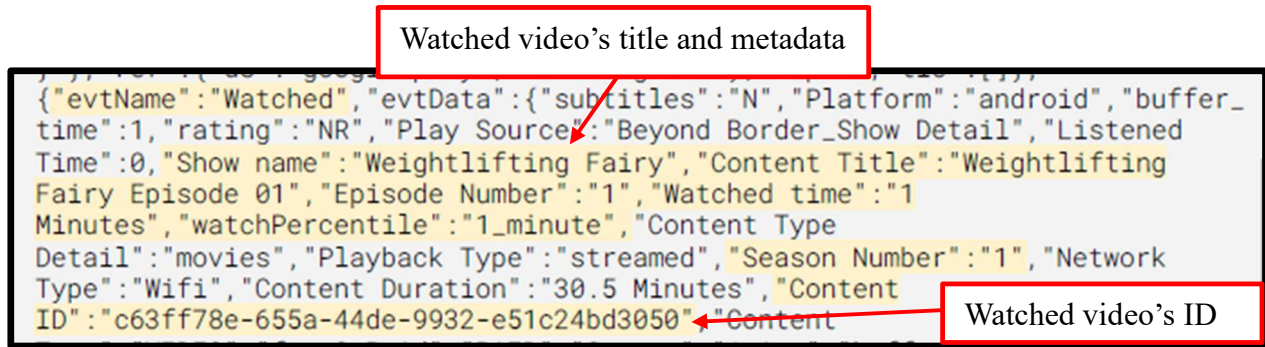 Watched video's title and metadata
{"evtName":"Watched","evtData":{"subtitles":"N","Platform":"android","buffer_
time":1,"rating":"NR","Play Source":"Beyond Border_Show Detail","Listened
Time":0,"Show name":"Weightlifting Fairy","Content Title":"Weightlifting
Fairy Episode 01","Episode Number":"1","Watched time":"1
Minutes","watchPercentile":"1_minute","Content Type
Detail":"movies","Playback Type":"streamed","Season Number":"1","Network
Type":"Wifi","Content Duration":"30.5 Minutes","Content
ID":"c63ff78e-655a-44de-9932-e51c24bd3050","Content
Watched video's ID